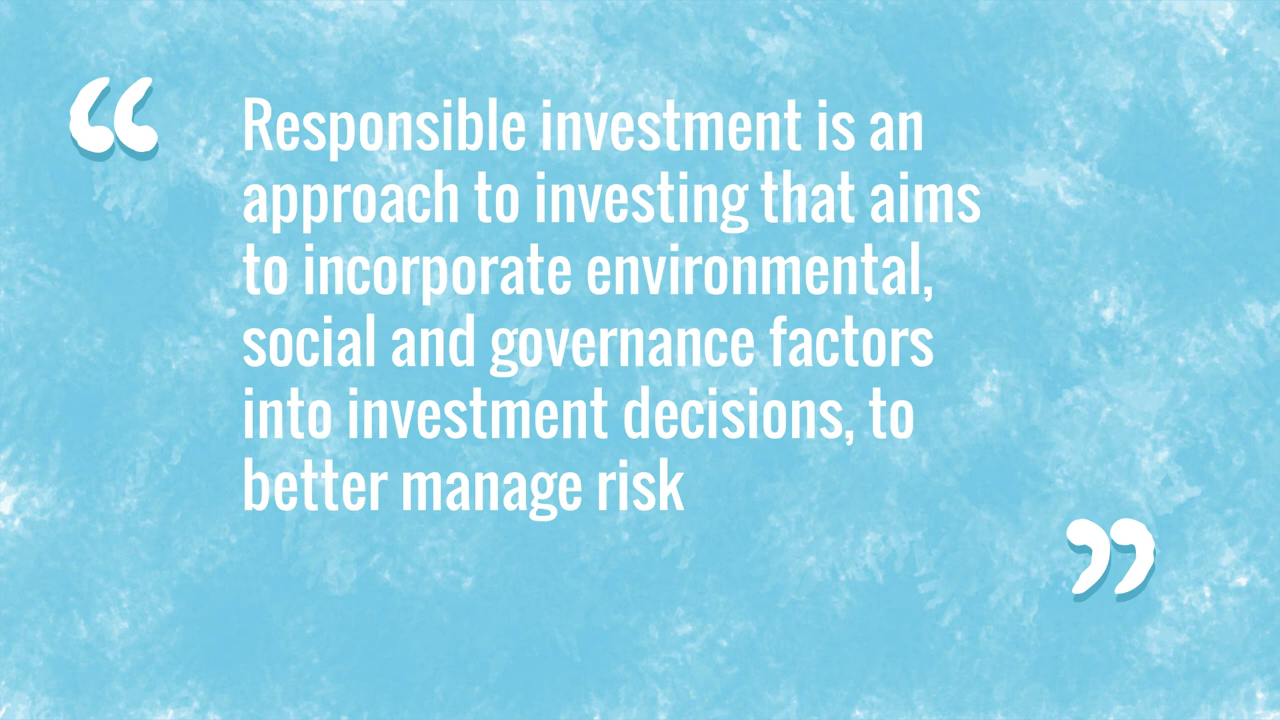 “
Responsible investment is an
approach to investing that aims
to incorporate environmental,
social and governance factors
into investment decisions, to
better manage risk
”